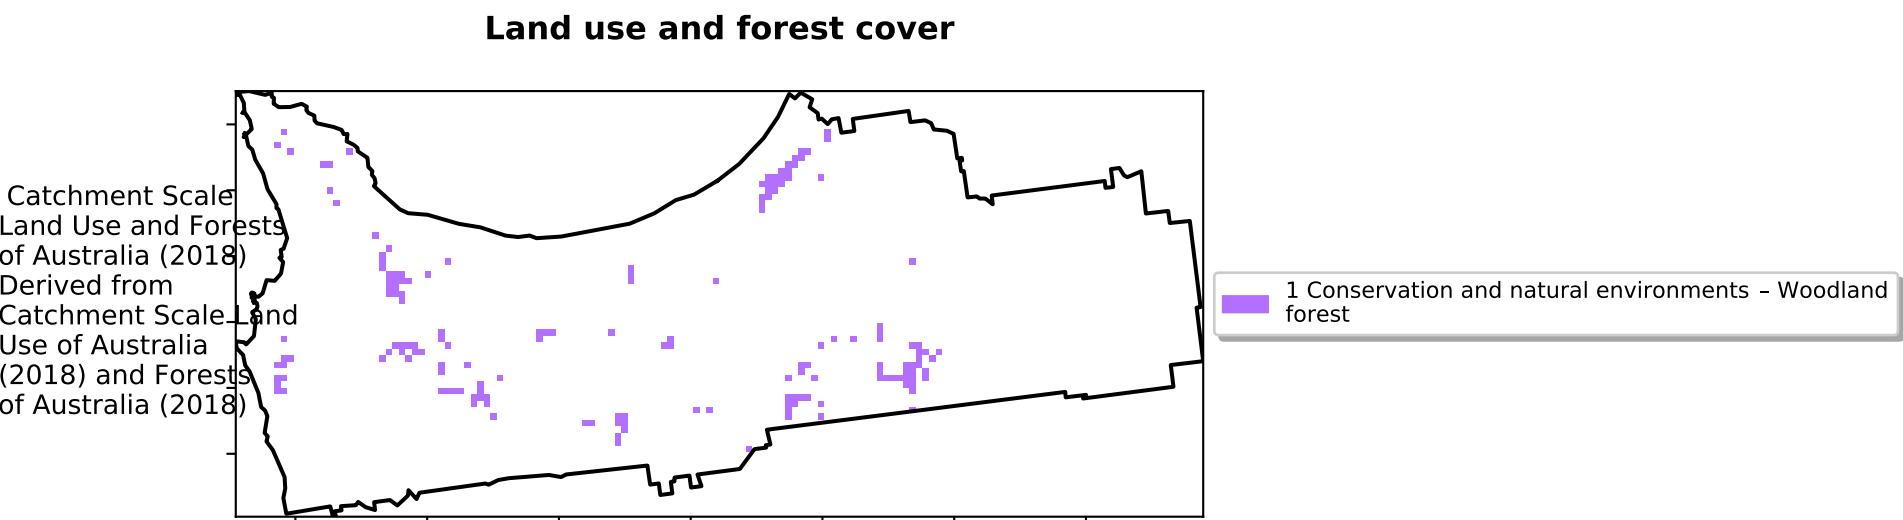 Land use and forest cover
Catchment Scale
Land Use and Forests
of Australia (2018)
Derived from
Catchment Scale Land
Use of Australia
(2018) and Forests
of Australia (2018)
1 Conservation and natural environments – Woodland
forest